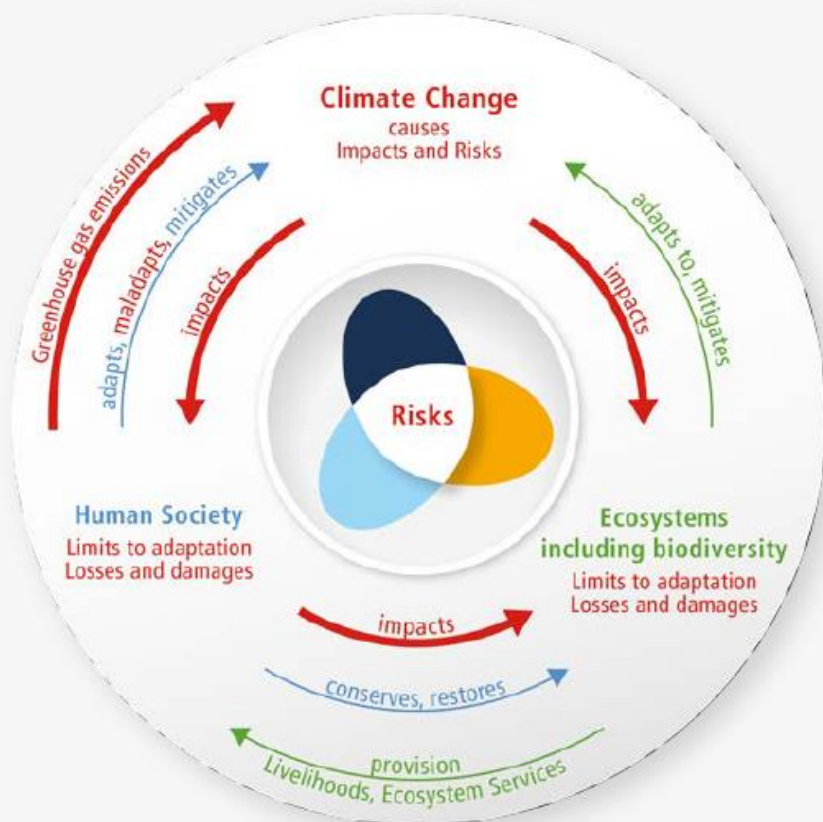 Climate Change
causes
Impacts and Risks
Greenhouse gas emissions
adapts, maladapts, mitigates
impacts
impacts
adapts to, mitigates
Risks
Human Society
Limits to adaptation
Losses and damages
Ecosystems
including biodiversity
Limits to adaptation
Losses and damages
impacts
conserves, restores
provision
Livelihoods, Ecosystem Services